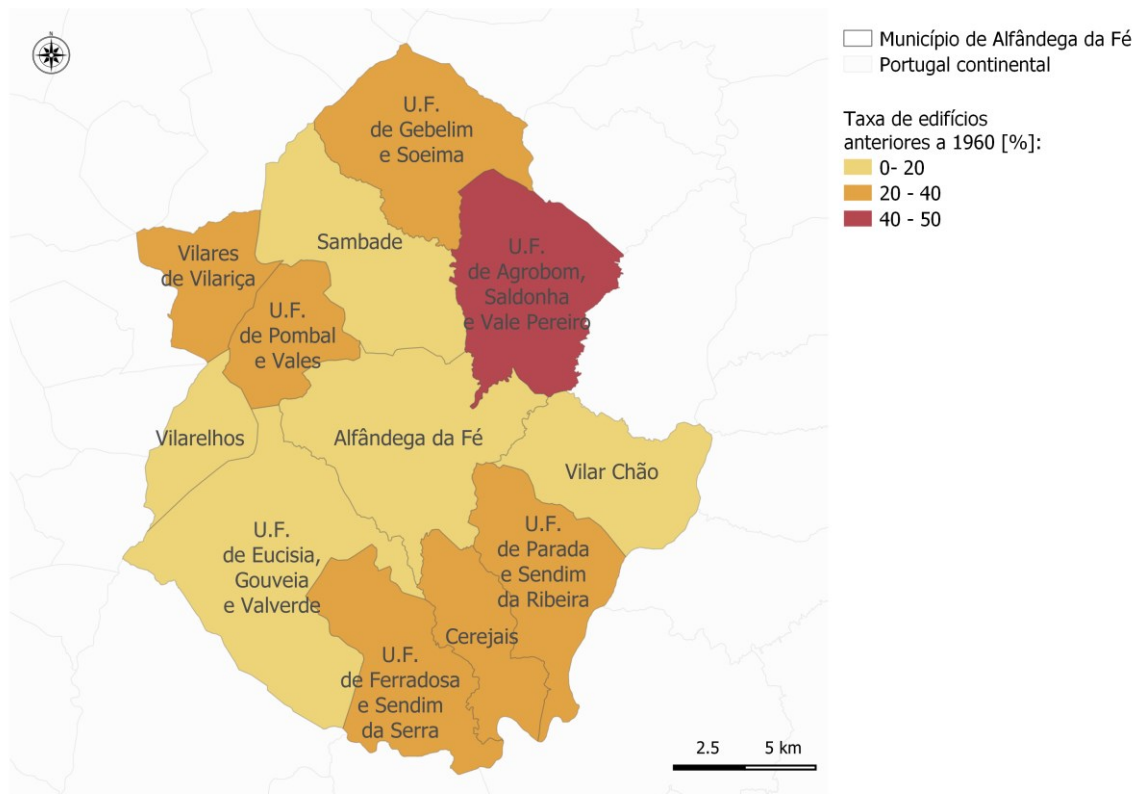 N
U.F.
de Gebelim
e Soeima
Sambade
Vilares
de Vilariça
U.F.
de Agrobom,
Saldonha
e Vale Pereiro
U.F.
de Pombal
e Vales
Vilarelhos
Alfândega da Fé
Vilar Chão
U.F.
de Eucisia,
Gouveia
e Valverde
U.F.
de Parada
e Sendim
da Ribeira
Cerejais
U.F.
de Ferradosa
e Sendim
da Serra
2.5 5 km
Município de Alfândega da Fé
Portugal continental
Taxa de edifícios
anteriores a 1960 [%]:
0- 20
20 - 40
40 - 50